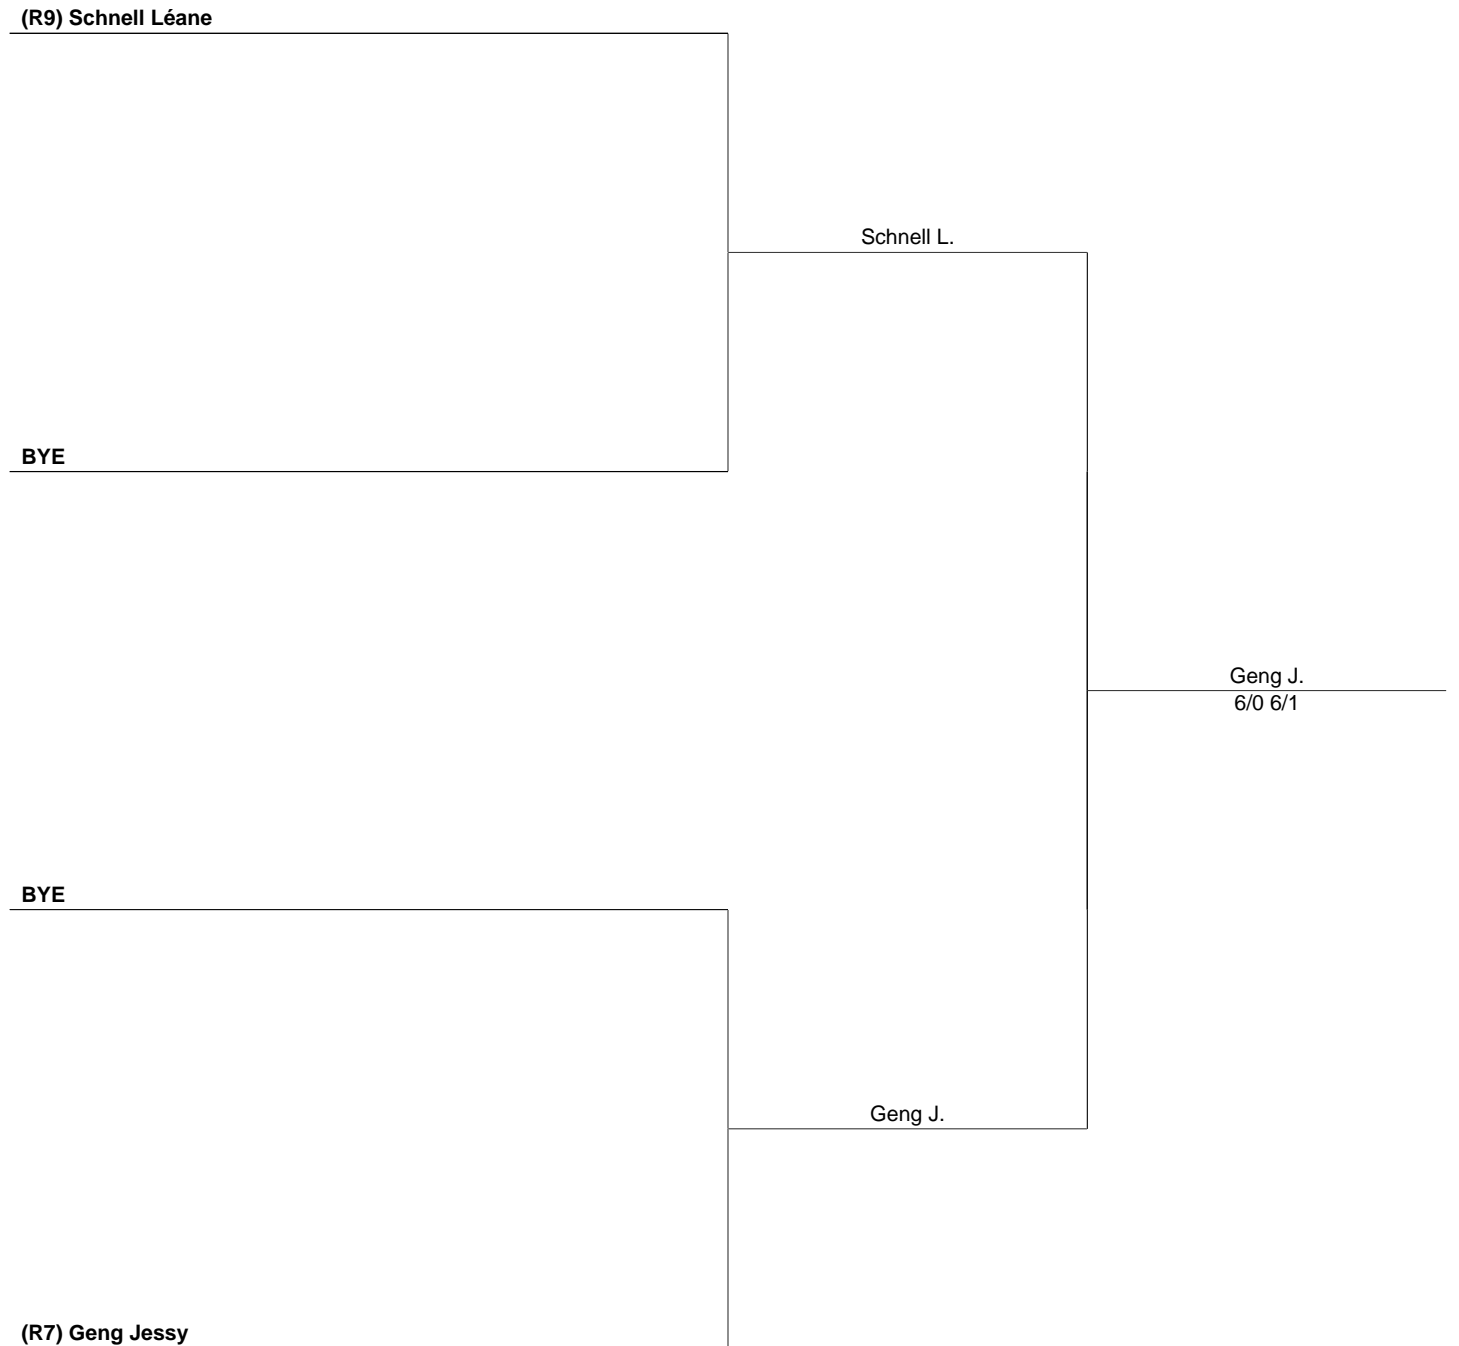 (R9) Schnell Léane
Schnell L.
BYE
Geng J.
6/0 6/1
BYE
Geng J.
(R7) Geng Jessy